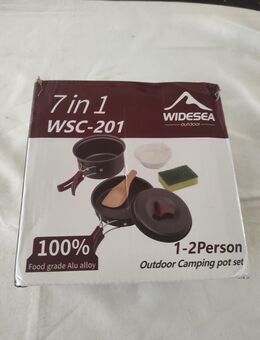 7 in 1
WSC-201
WIDESEA
outdoor
100%
Food grade Alu alloy
1-2Person
Outdoor Camping pot set